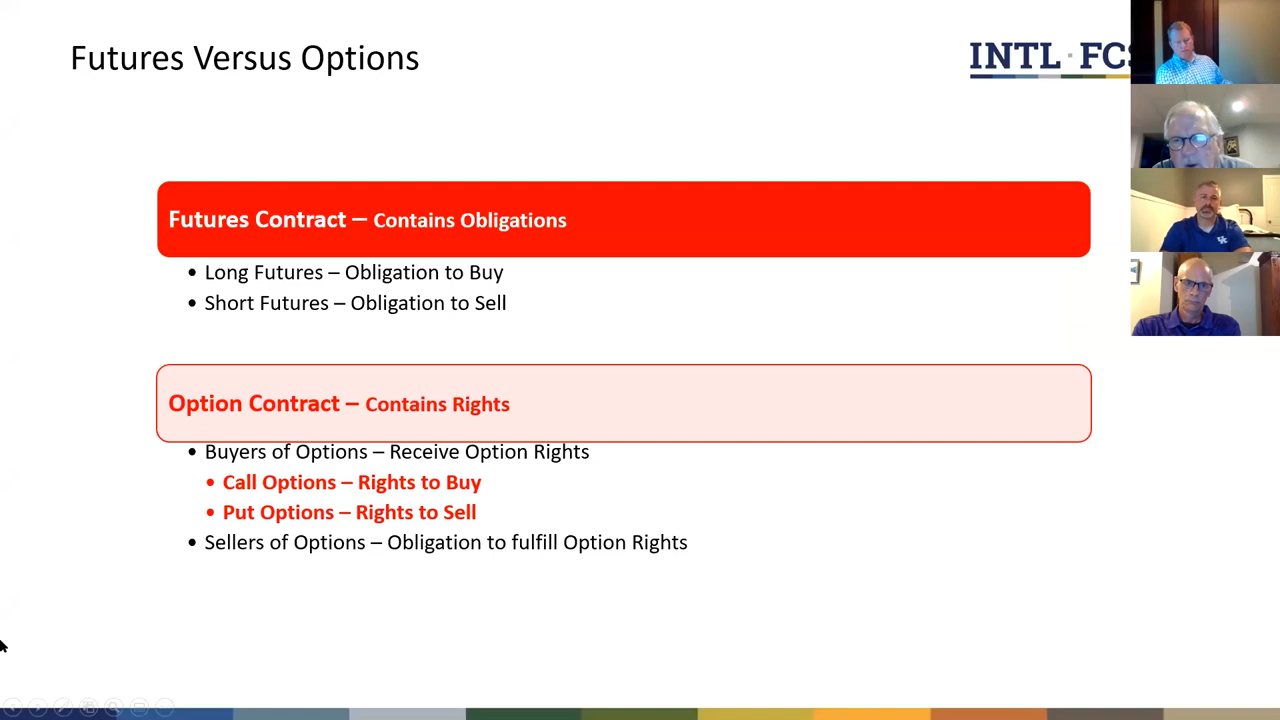 Futures Versus Options
INTL FCS
Futures Contract – Contains Obligations
• Long Futures – Obligation to Buy
• Short Futures – Obligation to Sell
Option Contract – Contains Rights
• Buyers of Options – Receive Option Rights
• Call Options – Rights to Buy
• Put Options – Rights to Sell
• Sellers of Options – Obligation to fulfill Option Rights
UK